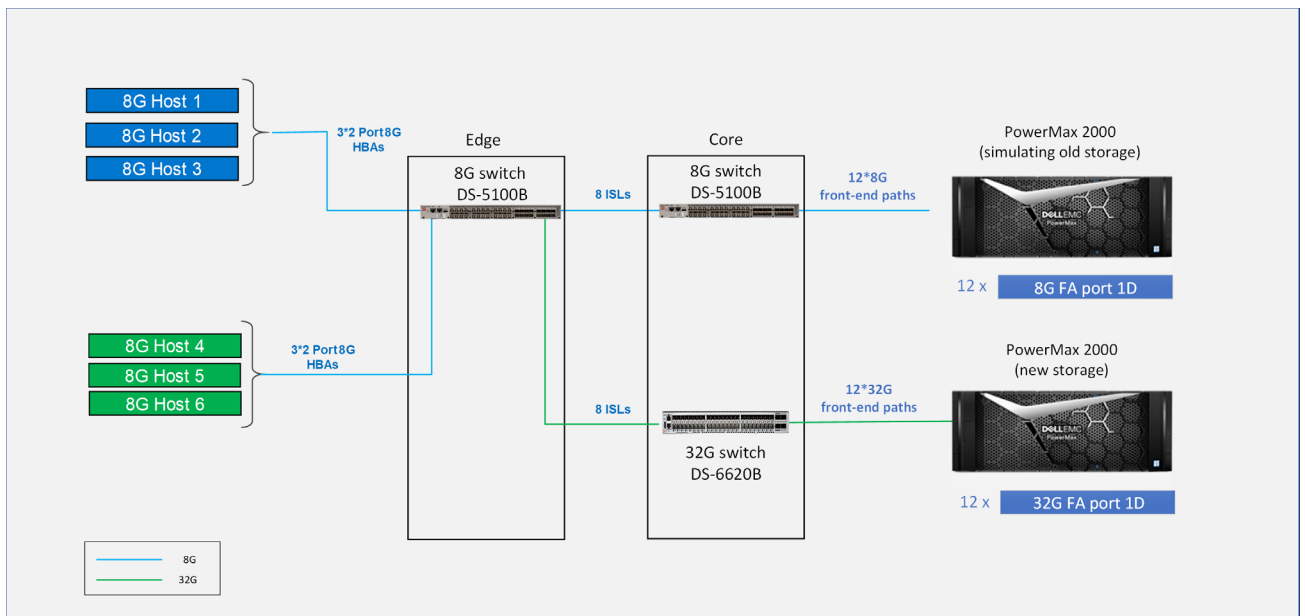 8G Host 1
8G Host 2
8G Host 3
3*2 Port8G
HBAs
Edge
8G switch
DS-5100B
8 ISLs
Core
8G switch
DS-5100B
12*8G
front-end paths
PowerMax 2000
(simulating old storage)
DELLEMC
PowerMax
12 x
8G FA port 1D
8G Host 4
8G Host 5
8G Host 6
3*2 Port8G
HBAs
8 ISLs
32G switch
DS-6620B
12*32G
front-end paths
PowerMax 2000
(new storage)
DELLEMC
PowerMax
12 x
32G FA port 1D
8G
32G